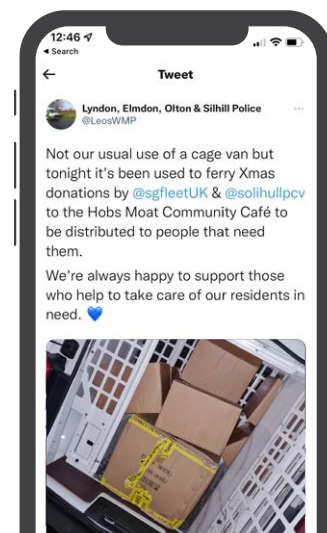 12:46
Search
Tweet
Lyndon, Elmdon, Olton & Silhill Police
@LeosWMP
Not our usual use of a cage van but
tonight it's been used to ferry Xmas
donations by @sgfleetUK & @solihullpcv
to the Hobs Moat Community Café to
be distributed to people that need
them.
We're always happy to support those
who help to take care of our residents in
need. 💙